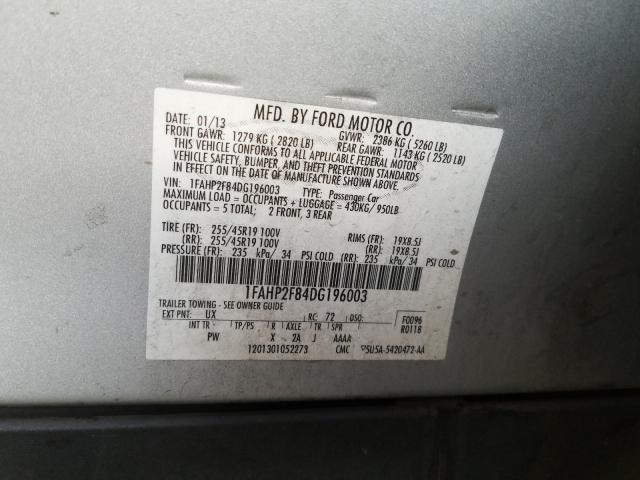 MFD. BY FORD MOTOR CO.
DATE: 01/13 GVWR: 2386 KG ( 5260 LB)
FRONT GAWR: 1279 KG ( 2820 LB) REAR GAWR: 1143 KG ( 2520 LB)
THIS VEHICLE CONFORMS TO ALL APPLICABLE FEDERAL MOTOR
VEHICLE SAFETY, BUMPER, AND THEFT PREVENTION STANDARDS
IN EFFECT ON THE DATE OF MANUFACTURE SHOWN ABOVE.
VIN: 1FAHP2F84DG196003 TYPE: Passenger Car
MAXIMUM LOAD = OCCUPANTS + LUGGAGE = 430KG/ 950LB
OCCUPANTS = 5 TOTAL; 2 FRONT, 3 REAR
TIRE (FR): 255/45R19 100V RIMS (FR): 19X8.5J
(RR): 255/45R19 100V (RR): 19X8.5J
PRESSURE (FR): 235 kPa/ 34 PSI COLD (RR): 235 kPa/ 34 PSI COLD
1FAHP2F84DG196003
TRAILER TOWING - SEE OWNER GUIDE
EXT PNT: UX RC: 72 DSO: F0096
R0118
INT TR TP/PS R AXLE TR SPR
PW X 2A J AAAA
1201301052273 CMC 5U5A-5420472-AA